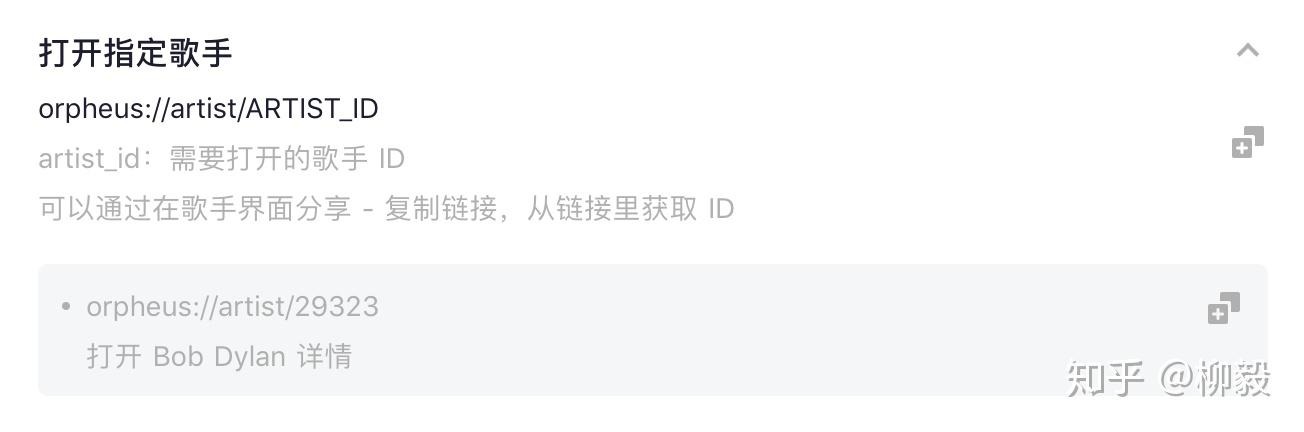 打开指定歌手
orpheus://artist/ARTIST_ID
artist_id：需要打开的歌手 ID
可以通过在歌手界面分享 - 复制链接，从链接里获取 ID
• orpheus://artist/29323
打开 Bob Dylan 详情
知乎 @柳毅